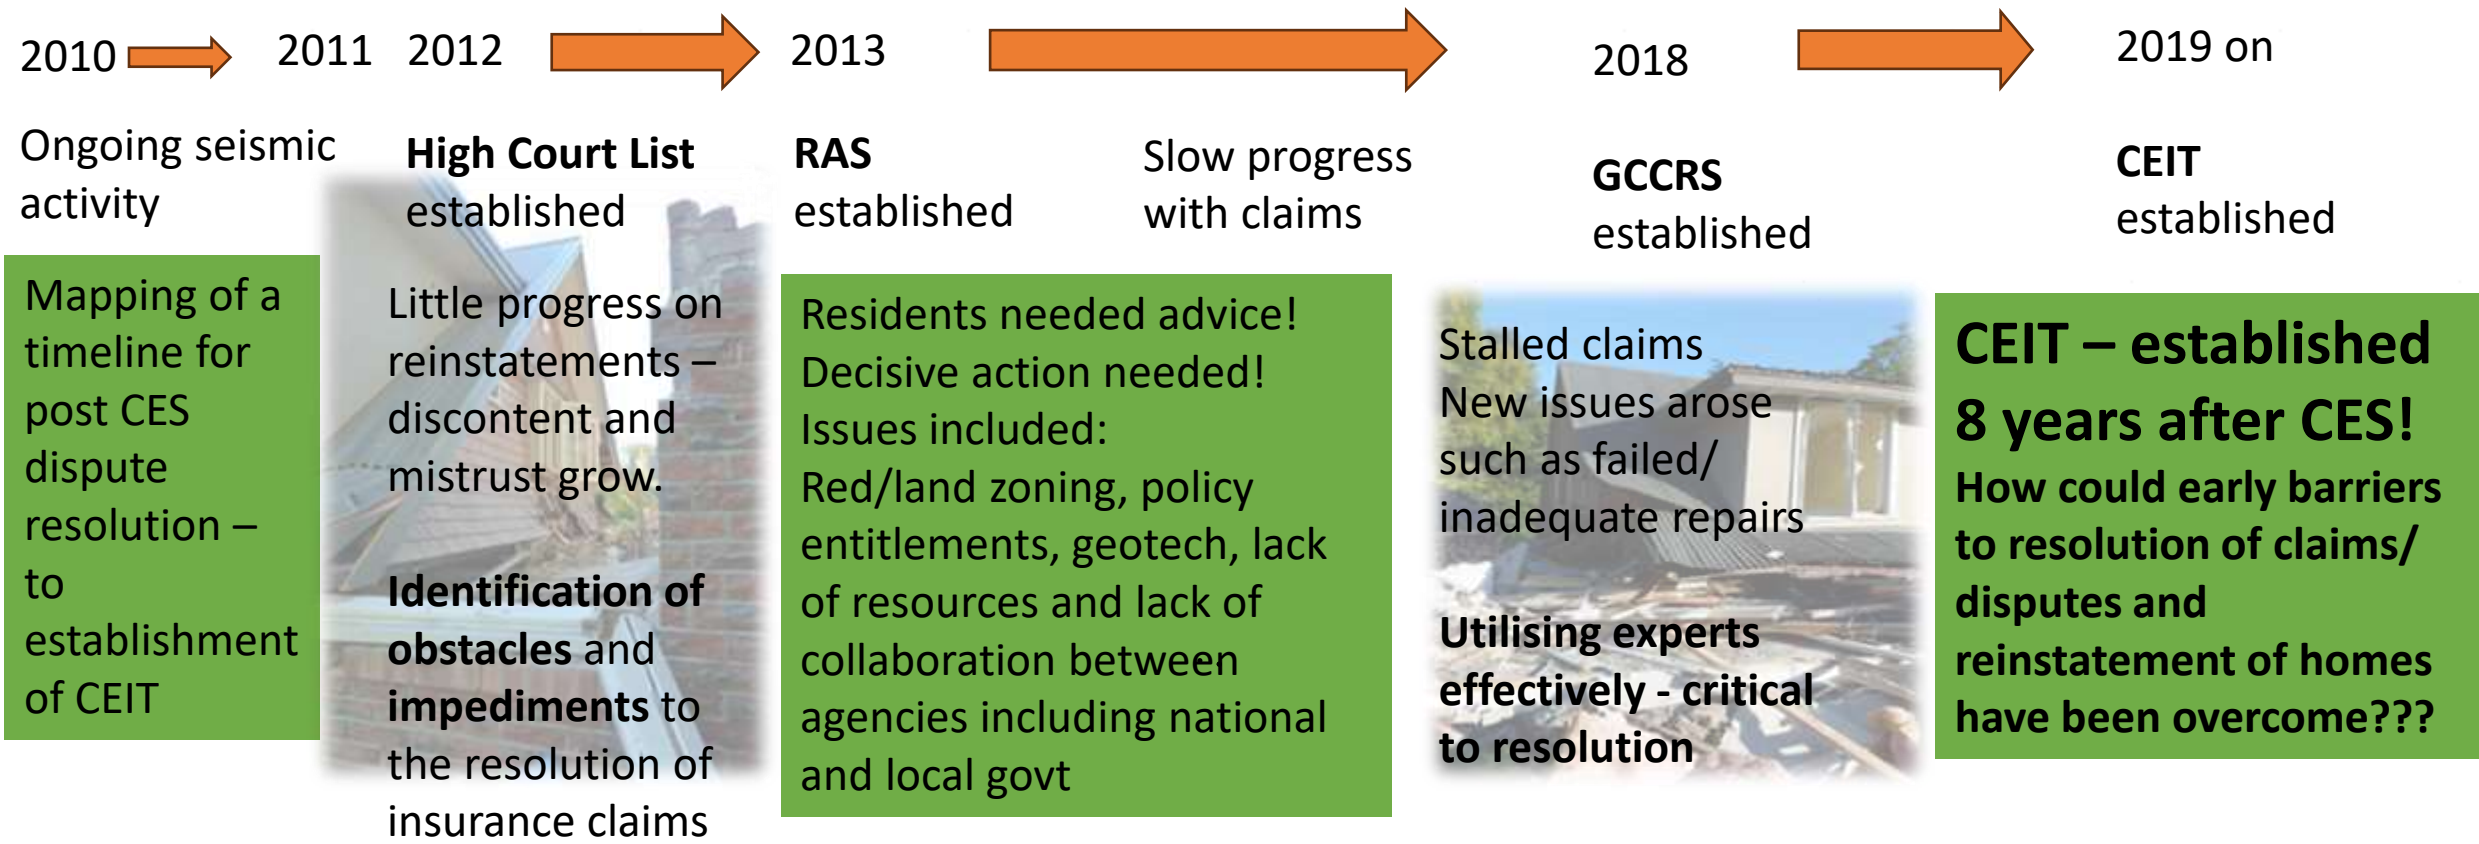 2010
2011
2012
2013
2018
2019 on
Ongoing seismic
activity
High Court List
established
RAS
established
Slow progress
with claims
GCCRS
established
CEIT
established
Mapping of a
timeline for
post CES
dispute
resolution –
to
establishment
of CEIT
Little progress on
reinstatements –
discontent and
mistrust grow.
Identification of
obstacles and
impediments to
the resolution of
insurance claims
Residents needed advice!
Decisive action needed!
Issues included:
Red/land zoning, policy
entitlements, geotech, lack
of resources and lack of
collaboration between
agencies including national
and local govt
Stalled claims
New issues arose
such as failed/
inadequate repairs
Utilising experts
effectively - critical
to resolution
CEIT – established
8 years after CES!
How could early barriers
to resolution of claims/
disputes and
reinstatement of homes
have been overcome???